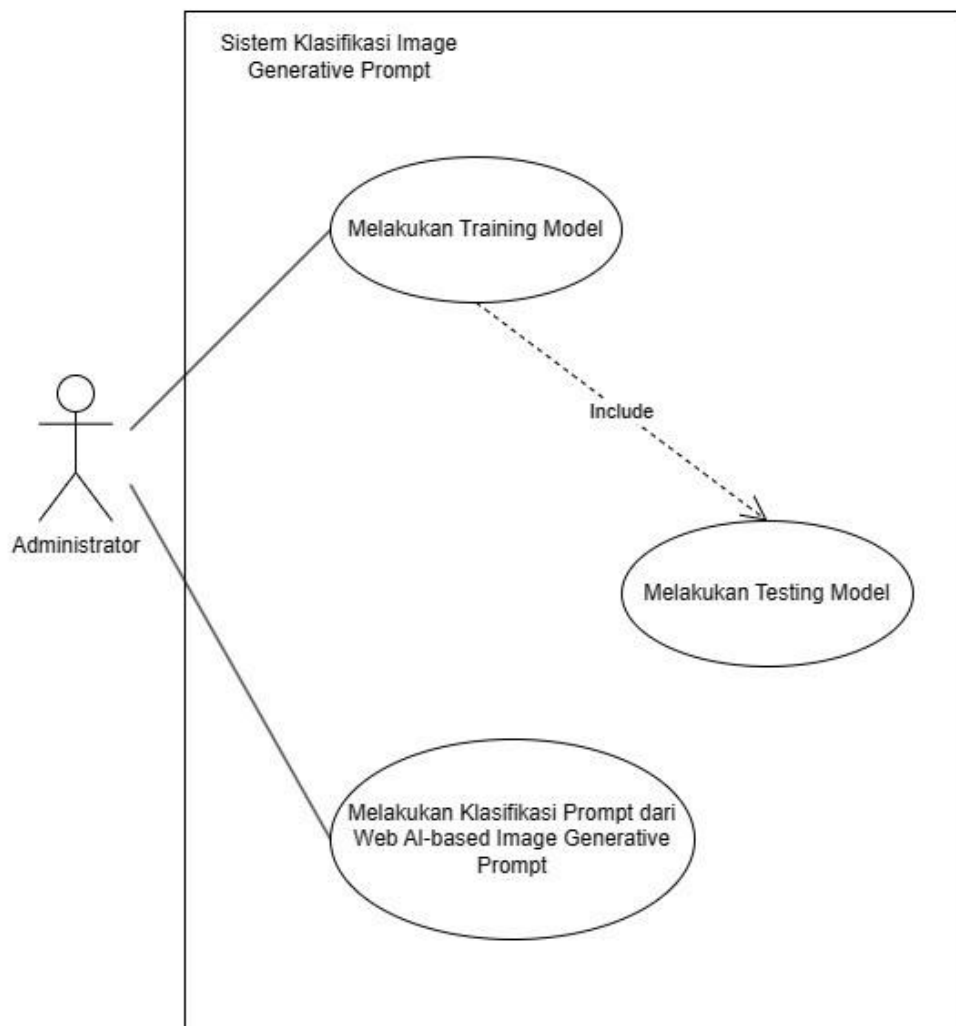 Sistem Klasifikasi Image
Generative Prompt
Melakukan Training Model
Include
Administrator
Melakukan Testing Model
Melakukan Klasifikasi Prompt dari
Web AI-based Image Generative
Prompt